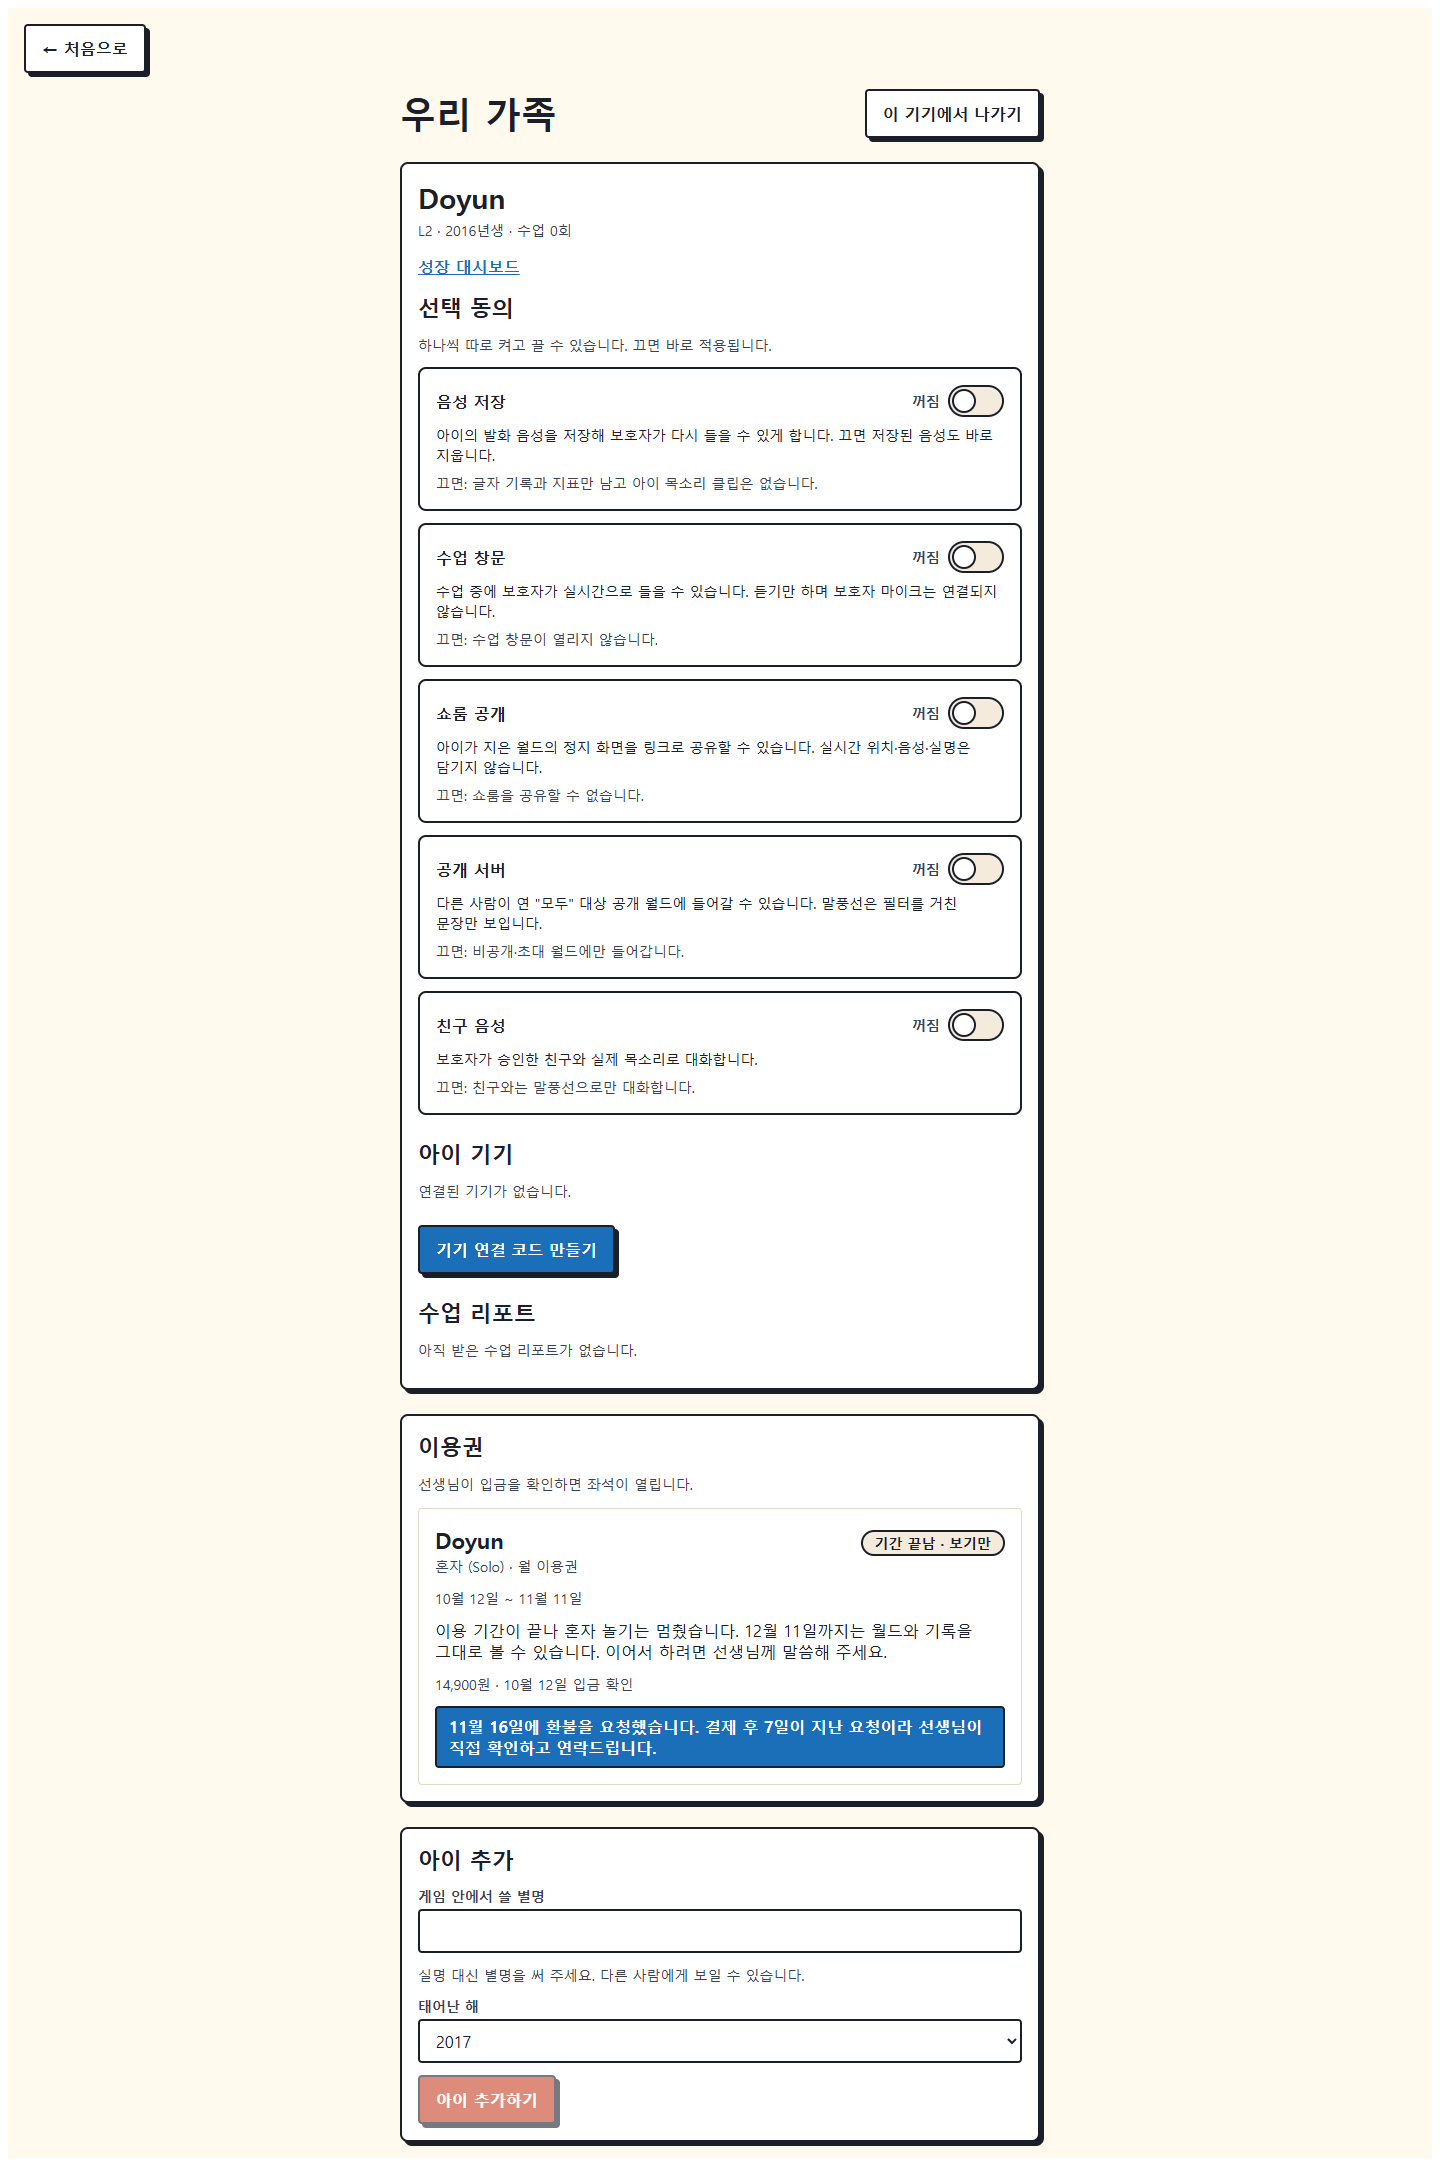 ← 처음으로
우리 가족
이 기기에서 나가기
Doyun
L2 · 2016년생 · 수업 0회
성장 대시보드
선택 동의
하나씩 따로 켜고 끌 수 있습니다. 끄면 바로 적용됩니다.
음성 저장
꺼짐
아이의 발화 음성을 저장해 보호자가 다시 들을 수 있게 합니다. 끄면 저장된 음성도 바로
지웁니다.
끄면: 글자 기록과 지표만 남고 아이 목소리 클립은 없습니다.
수업 창문
꺼짐
수업 중에 보호자가 실시간으로 들을 수 있습니다. 듣기만 하며 보호자 마이크는 연결되지
않습니다.
끄면: 수업 창문이 열리지 않습니다.
쇼룸 공개
꺼짐
아이가 지은 월드의 정지 화면을 링크로 공유할 수 있습니다. 실시간 위치·음성·실명은
담기지 않습니다.
끄면: 쇼룸을 공유할 수 없습니다.
공개 서버
꺼짐
다른 사람이 연 "모두" 대상 공개 월드에 들어갈 수 있습니다. 말풍선은 필터를 거친
문장만 보입니다.
끄면: 비공개·초대 월드에만 들어갑니다.
친구 음성
꺼짐
보호자가 승인한 친구와 실제 목소리로 대화합니다.
끄면: 친구와는 말풍선으로만 대화합니다.
아이 기기
연결된 기기가 없습니다.
기기 연결 코드 만들기
수업 리포트
아직 받은 수업 리포트가 없습니다.
이용권
선생님이 입금을 확인하면 좌석이 열립니다.
Doyun
기간 끝남 · 보기만
혼자 (Solo) · 월 이용권
10월 12일 ~ 11월 11일
이용 기간이 끝나 혼자 놀기는 멈췄습니다. 12월 11일까지는 월드와 기록을
그대로 볼 수 있습니다. 이어서 하려면 선생님께 말씀해 주세요.
14,900원 · 10월 12일 입금 확인
11월 16일에 환불을 요청했습니다. 결제 후 7일이 지난 요청이라 선생님이
직접 확인하고 연락드립니다.
아이 추가
게임 안에서 쓸 별명
실명 대신 별명을 써 주세요. 다른 사람에게 보일 수 있습니다.
태어난 해
2017
아이 추가하기